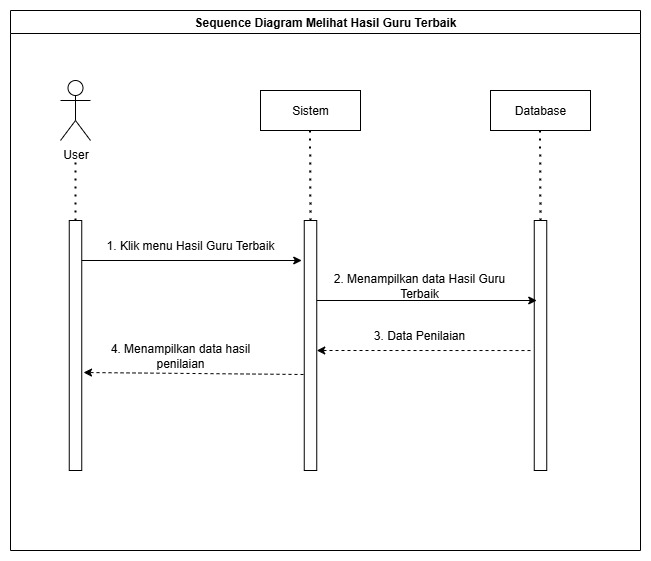 Sequence Diagram Melihat Hasil Guru Terbaik
Sistem
Database
User
1. Klik menu Hasil Guru Terbaik
2. Menampilkan data Hasil Guru
Terbaik
3. Data Penilaian
4. Menampilkan data hasil
penilaian